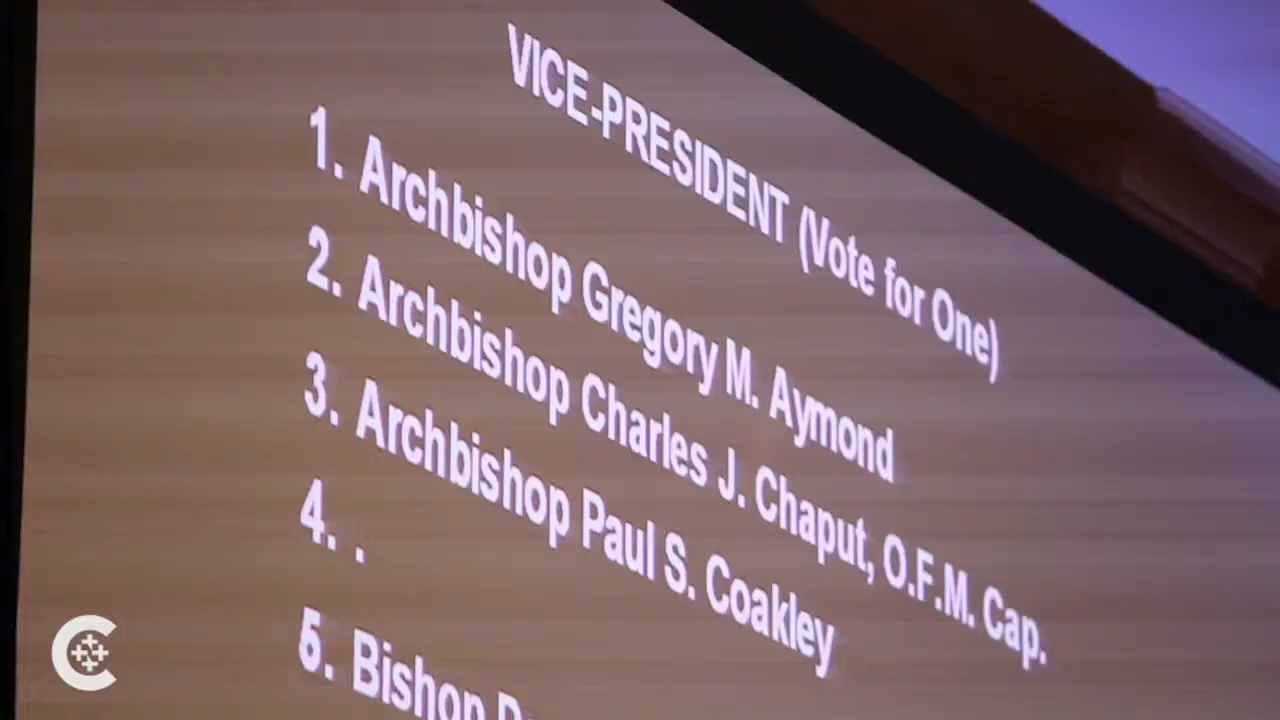 VICE-PRESIDENT (Vote for One)
1. Archbishop Gregory M. Aymond
2. Archbishop Charles J. Chaput, O.F.M. Cap.
3. Archbishop Paul S. Coakley
4. .
5. Bishop